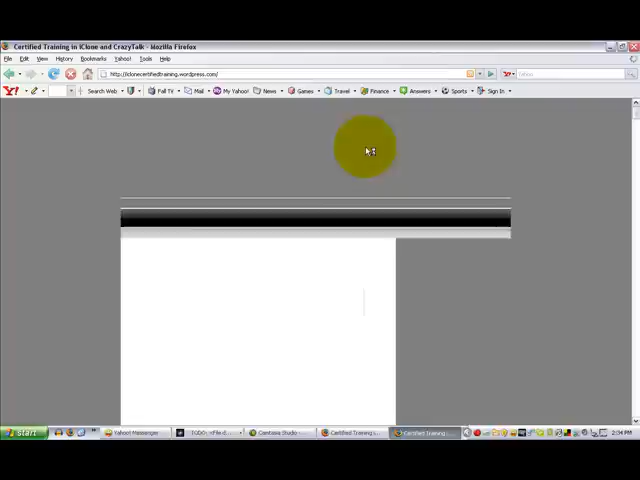 Certified Training in iClone and CrazyTalk - Mozilla Firefox
File Edit View History Bookmarks Yahoo! Tools Help
http://iclonecertifiedtraining.wordpress.com/ Yahoo
Y! Search Web Fall TV Mail My Yahoo! News Games Travel Finance Answers Sports Sign In
start Yahoo! Messenger Camtasia Studio - Certified Training Certified Training 2:04 PM